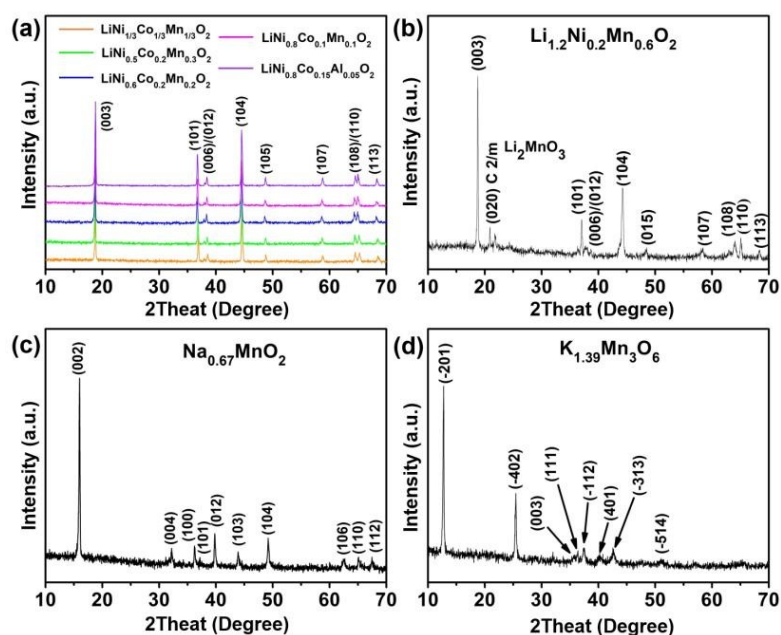 (a)
LiNi1/3Co1/3Mn1/3O2
LiNi0.5Co0.2Mn0.3O2
LiNi0.6Co0.2Mn0.2O2
LiNi0.8Co0.1Mn0.1O2
LiNi0.8Co0.15Al0.05O2
(003)
(101)
(006)/(012)
(104)
(105)
(107)
(108)/(110)
(113)
Intensity (a.u.)
10 20 30 40 50 60 70
2Theat (Degree)
(b)
Li1.2Ni0.2Mn0.6O2
(003)
(020) C 2/m
Li2MnO3
(101)
(006)/(012)
(104)
(015)
(107)
(108)
(110)
(113)
Intensity (a.u.)
10 20 30 40 50 60 70
2Theat (Degree)
(c)
Na0.67MnO2
(002)
(004)
(100)
(101)
(012)
(103)
(104)
(106)
(110)
(112)
Intensity (a.u.)
10 20 30 40 50 60 70
2Theat (Degree)
(d)
K1.39Mn3O6
(-201)
(-402)
(003)
(111)
(-112)
(401)
(-313)
(-514)
Intensity (a.u.)
10 20 30 40 50 60 70
2Theat (Degree)